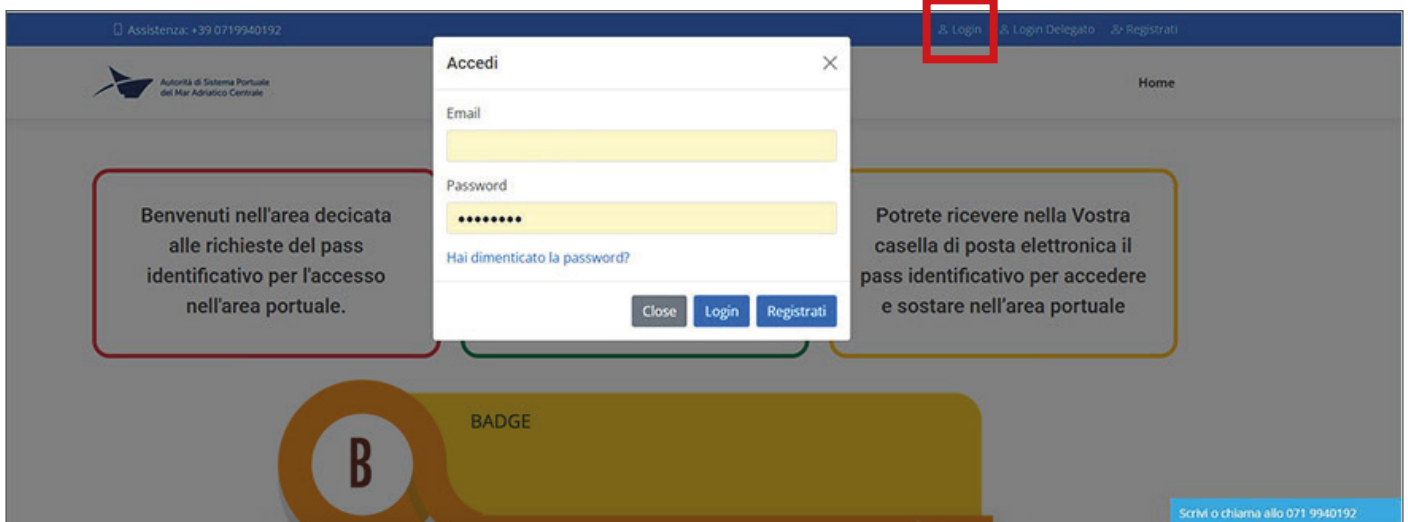 Assistenza: +39 0719940192
Login
Login Delegato
Registrati
Autorità di Sistema Portuale
del Mar Adriatico Centrale
Home
Accedi
Email
Password
Hai dimenticato la password?
Close
Login
Registrati
Benvenuti nell'area decicata
alle richieste del pass
identificativo per l'accesso
nell'area portuale.
Potrete ricevere nella Vostra
casella di posta elettronica il
pass identificativo per accedere
e sostare nell'area portuale
B
BADGE
Scrivi o chiama allo 071 9940192